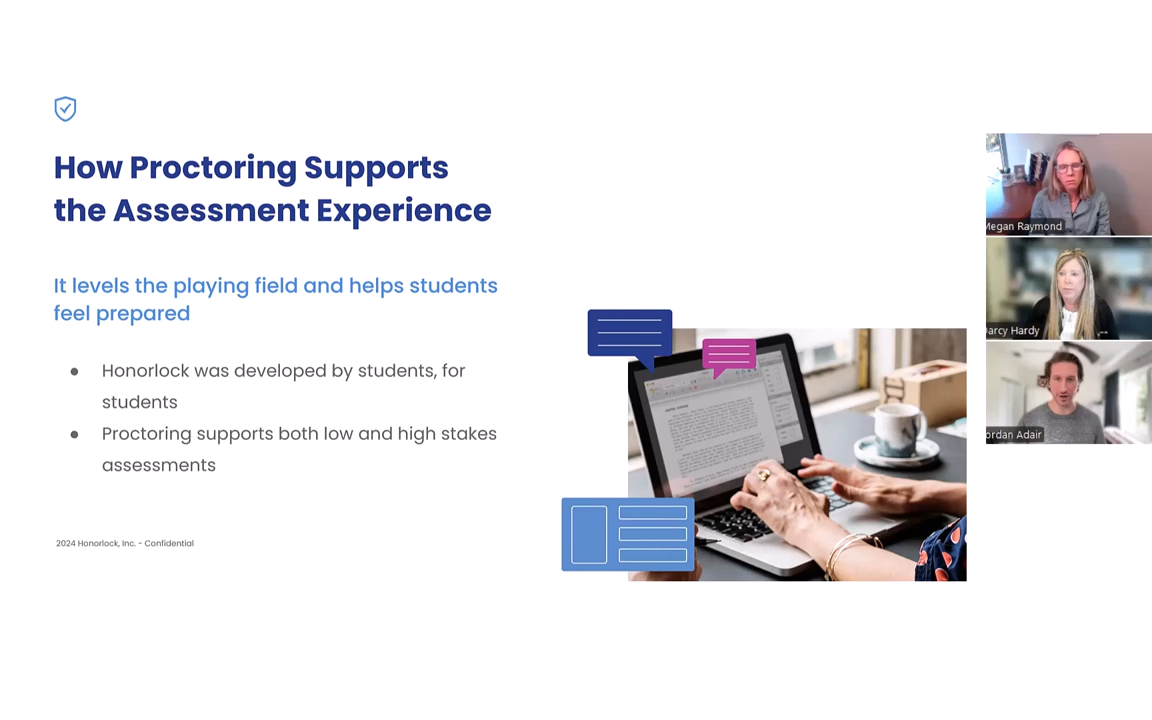 How Proctoring Supports
the Assessment Experience
It levels the playing field and helps students
feel prepared
● Honorlock was developed by students, for
students
● Proctoring supports both low and high stakes
assessments
2024 Honorlock, Inc. - Confidential
Megan Raymond
arcy Hardy
ordan Adair